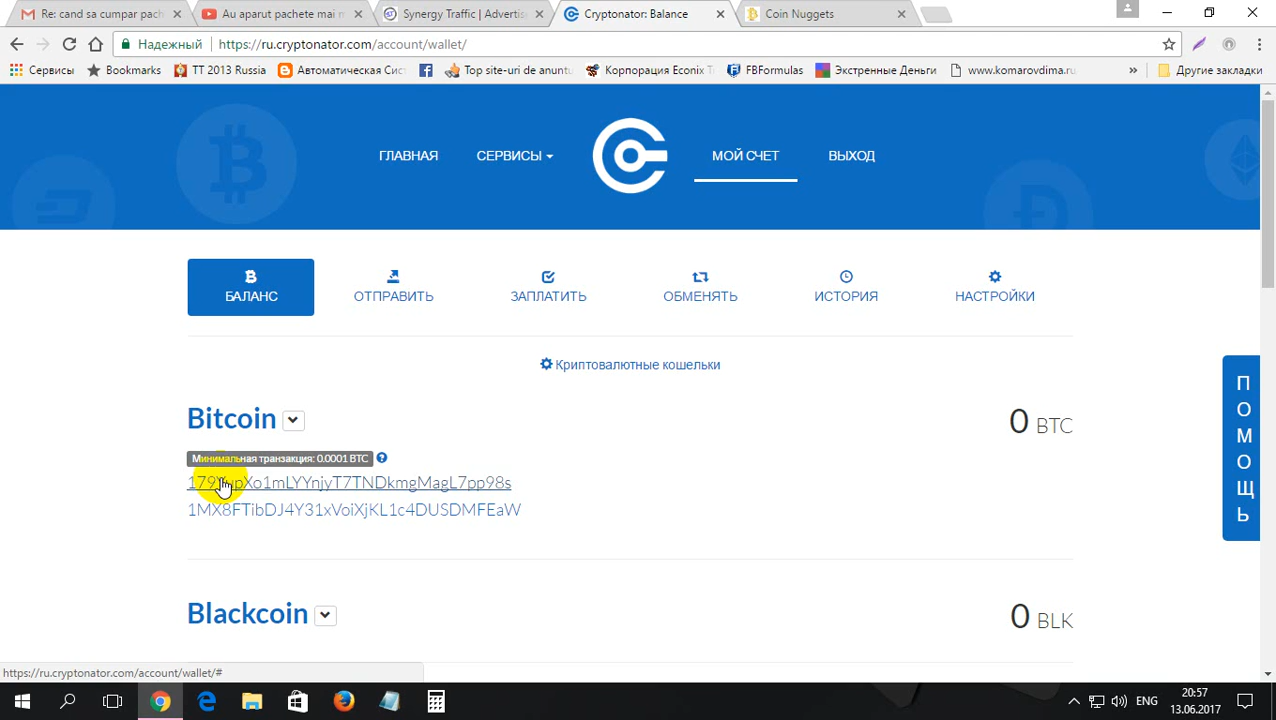 Re: cand sa cumpar pach
Au aparut pachete mai n
Synergy Traffic | Advertis
Cryptonator: Balance
Coin Nuggets
Надежный
https://ru.cryptonator.com/account/wallet/
Сервисы
Bookmarks
TT 2013 Russia
Автоматическая Сис
Top site-uri de anuntu
Корпорация Econix T
FBFormulas
Экстренные Деньги
www.komarovdima.ru
»
Другие закладки
ГЛАВНАЯ
СЕРВИСЫ
МОЙ СЧЕТ
ВЫХОД
БАЛАНС
ОТПРАВИТЬ
ЗАПЛАТИТЬ
ОБМЕНЯТЬ
ИСТОРИЯ
НАСТРОЙКИ
Криптовалютные кошельки
ПОМОЩЬ
Bitcoin
0 BTC
Минимальная транзакция: 0.0001 BTC
1MX8FTibDJ4Y31xVoiXjKL1c4DUSDMFEaW
Blackcoin
0 BLK
https://ru.cryptonator.com/account/wallet/#
ENG
20:57
13.06.2017